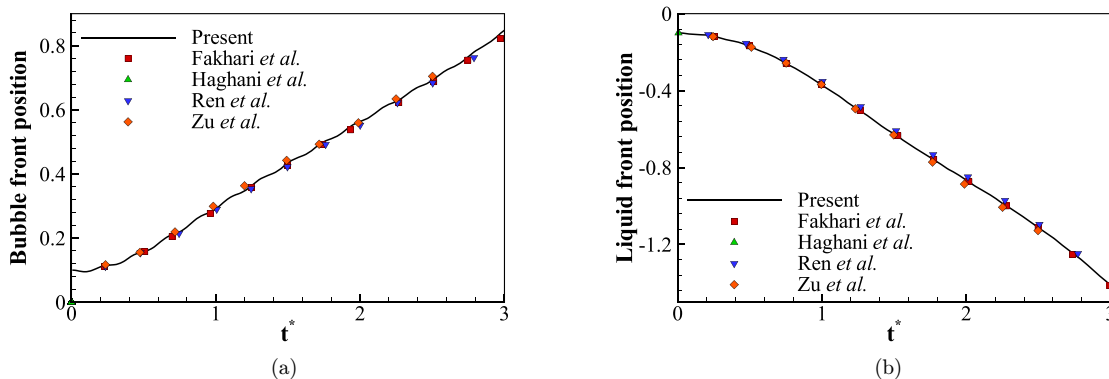 Bubble front position
0.8
0.6
0.4
0.2
0
0
1
2
3
t*
Present
Fakhari et al.
Haghani et al.
Ren et al.
Zu et al.
(a)
Liquid front position
0
-0.4
-0.8
-1.2
0
1
2
3
t*
Present
Fakhari et al.
Haghani et al.
Ren et al.
Zu et al.
(b)